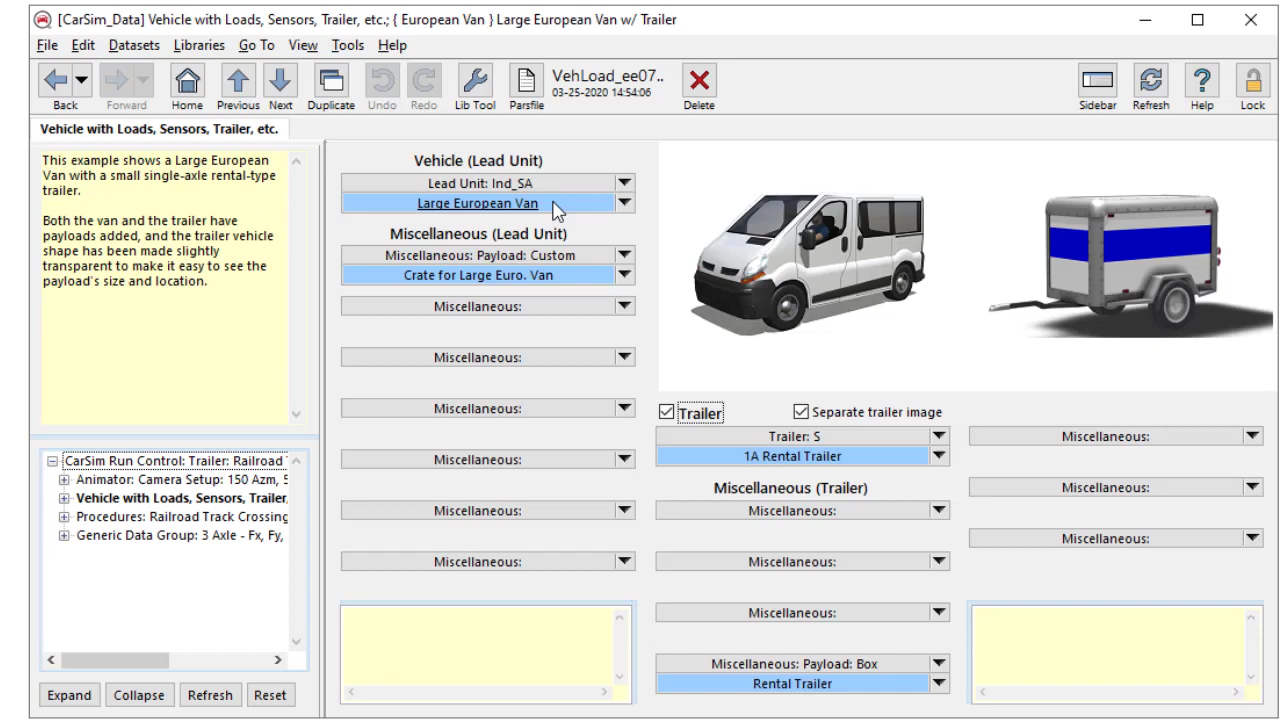 [CarSim_Data] Vehicle with Loads, Sensors, Trailer, etc.; { European Van } Large European Van w/ Trailer
File Edit Datasets Libraries Go To View Tools Help
VehLoad_ee07..
03-25-2020 14:54:06
Back Forward Home Previous Next Duplicate Undo Redo Lib Tool Parsfile Delete Sidebar Refresh Help Lock
Vehicle with Loads, Sensors, Trailer, etc.
This example shows a Large European
Van with a small single-axle rental-type
trailer.
Both the van and the trailer have
payloads added, and the trailer vehicle
shape has been made slightly
transparent to make it easy to see the
payload's size and location.
CarSim Run Control: Trailer: Railroad
Animator: Camera Setup: 150 Azm, 5
Vehicle with Loads, Sensors, Trailer,
Procedures: Railroad Track Crossing
Generic Data Group: 3 Axle - Fx, Fy,
Expand Collapse Refresh Reset
Vehicle (Lead Unit)
Lead Unit: Ind_SA
Large European Van
Miscellaneous (Lead Unit)
Miscellaneous: Payload: Custom
Crate for Large Euro. Van
Miscellaneous:
Miscellaneous:
Miscellaneous:
Miscellaneous:
Miscellaneous:
Miscellaneous:
Trailer
Separate trailer image
Trailer: S
1A Rental Trailer
Miscellaneous (Trailer)
Miscellaneous:
Miscellaneous:
Miscellaneous:
Miscellaneous: Payload: Box
Rental Trailer
Miscellaneous:
Miscellaneous:
Miscellaneous: